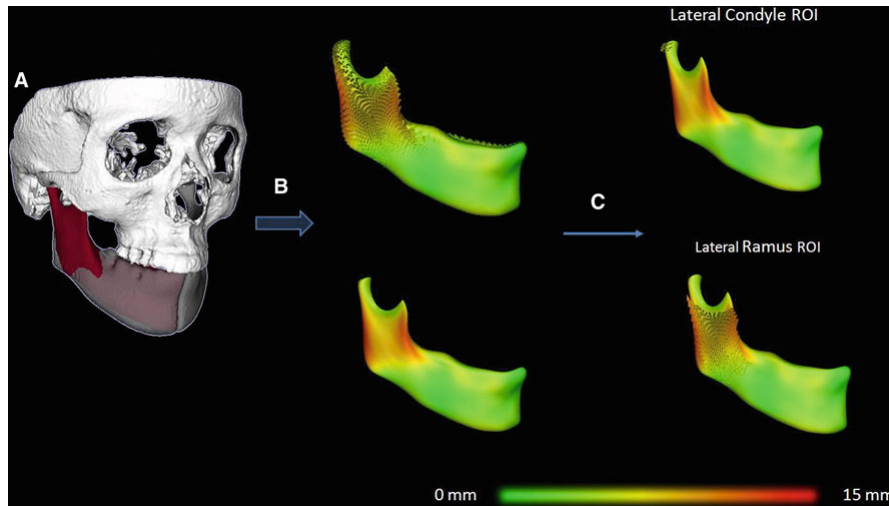 Lateral Condyle ROI
A
B
C
Lateral Ramus ROI
0 mm
15 mm